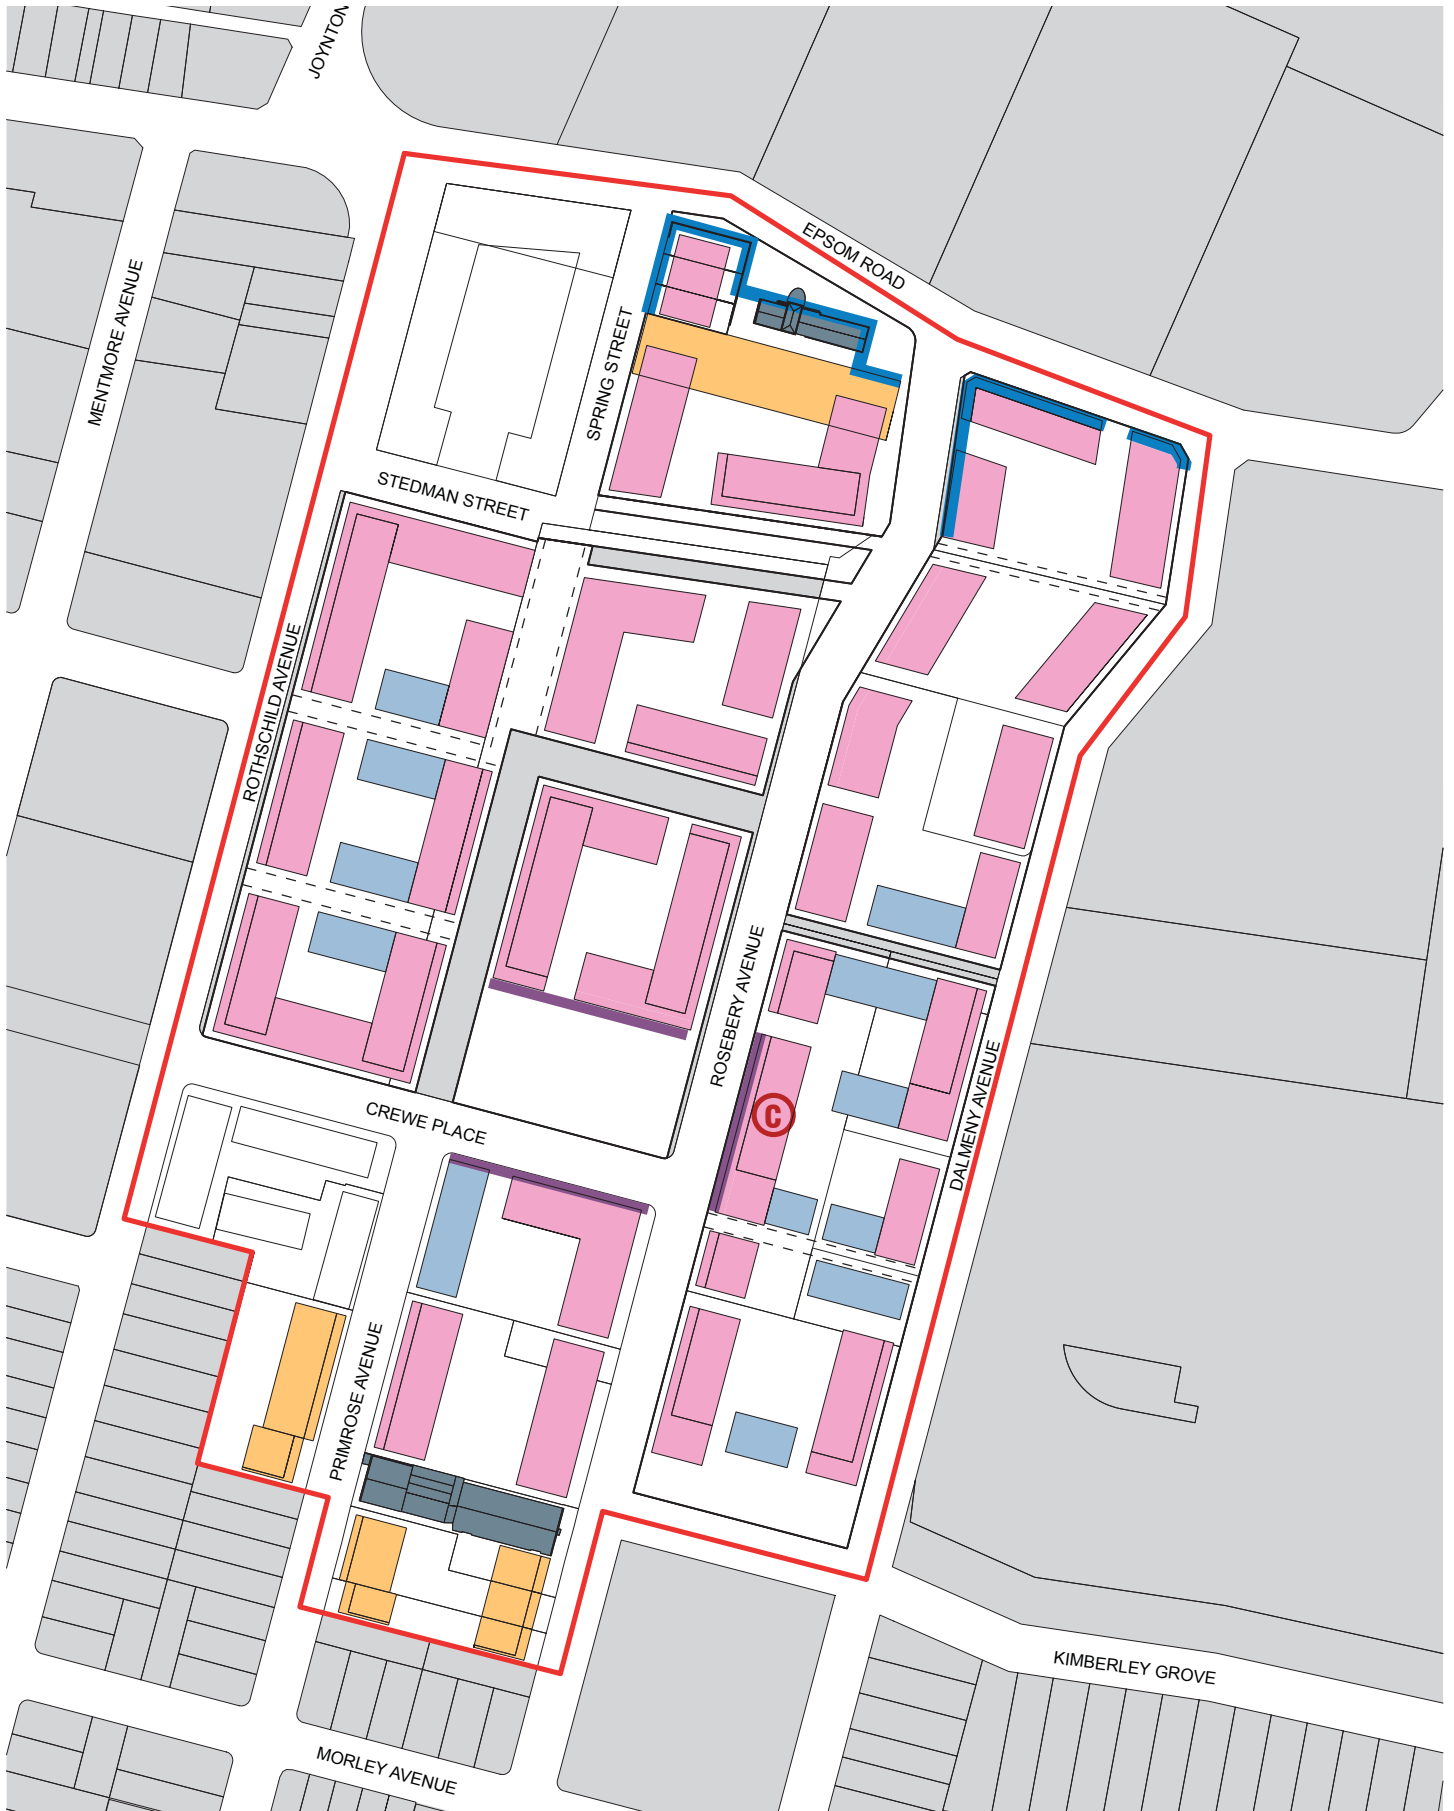 JOYNTON
EPSOM ROAD
MENTMORE AVENUE
SPRING STREET
STEDMAN STREET
ROTHSCHILD AVENUE
ROSEBERY AVENUE
DALMENY AVENUE
C
CREWE PLACE
PRIMROSE AVENUE
KIMBERLEY GROVE
MORLEY AVENUE